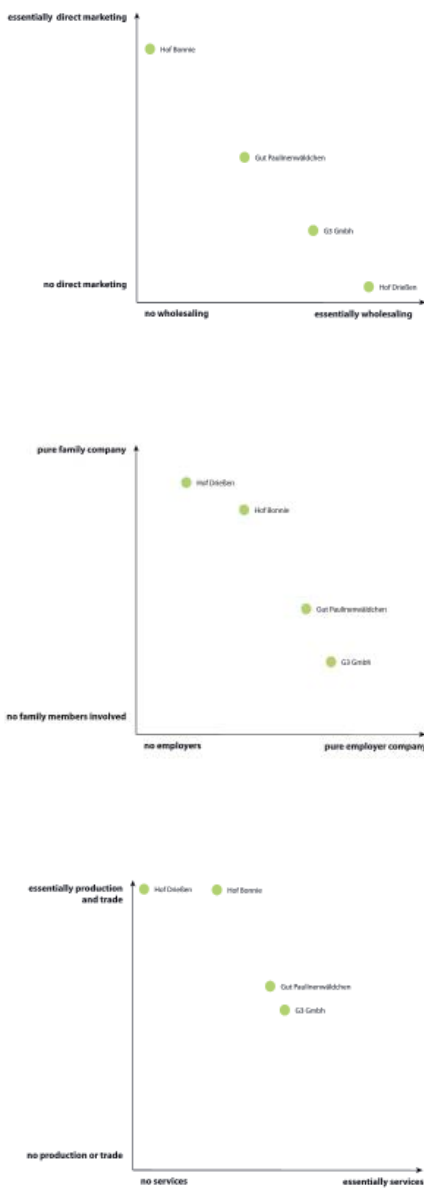 essentially direct marketing
Hof Bonnie
Gut Paulinenwäldchen
G3 Gmbh
no direct marketing
Hof Drießen
no wholesaling essentially wholesaling
pure family company
Hof Drießen
Hof Bonnie
Gut Paulinenwäldchen
G3 Gmbh
no family members involved
no employers pure employer company
essentially production
and trade
Hof Drießen Hof Bonnie
Gut Paulinenwäldchen
G3 Gmbh
no production or trade
no services essentially services